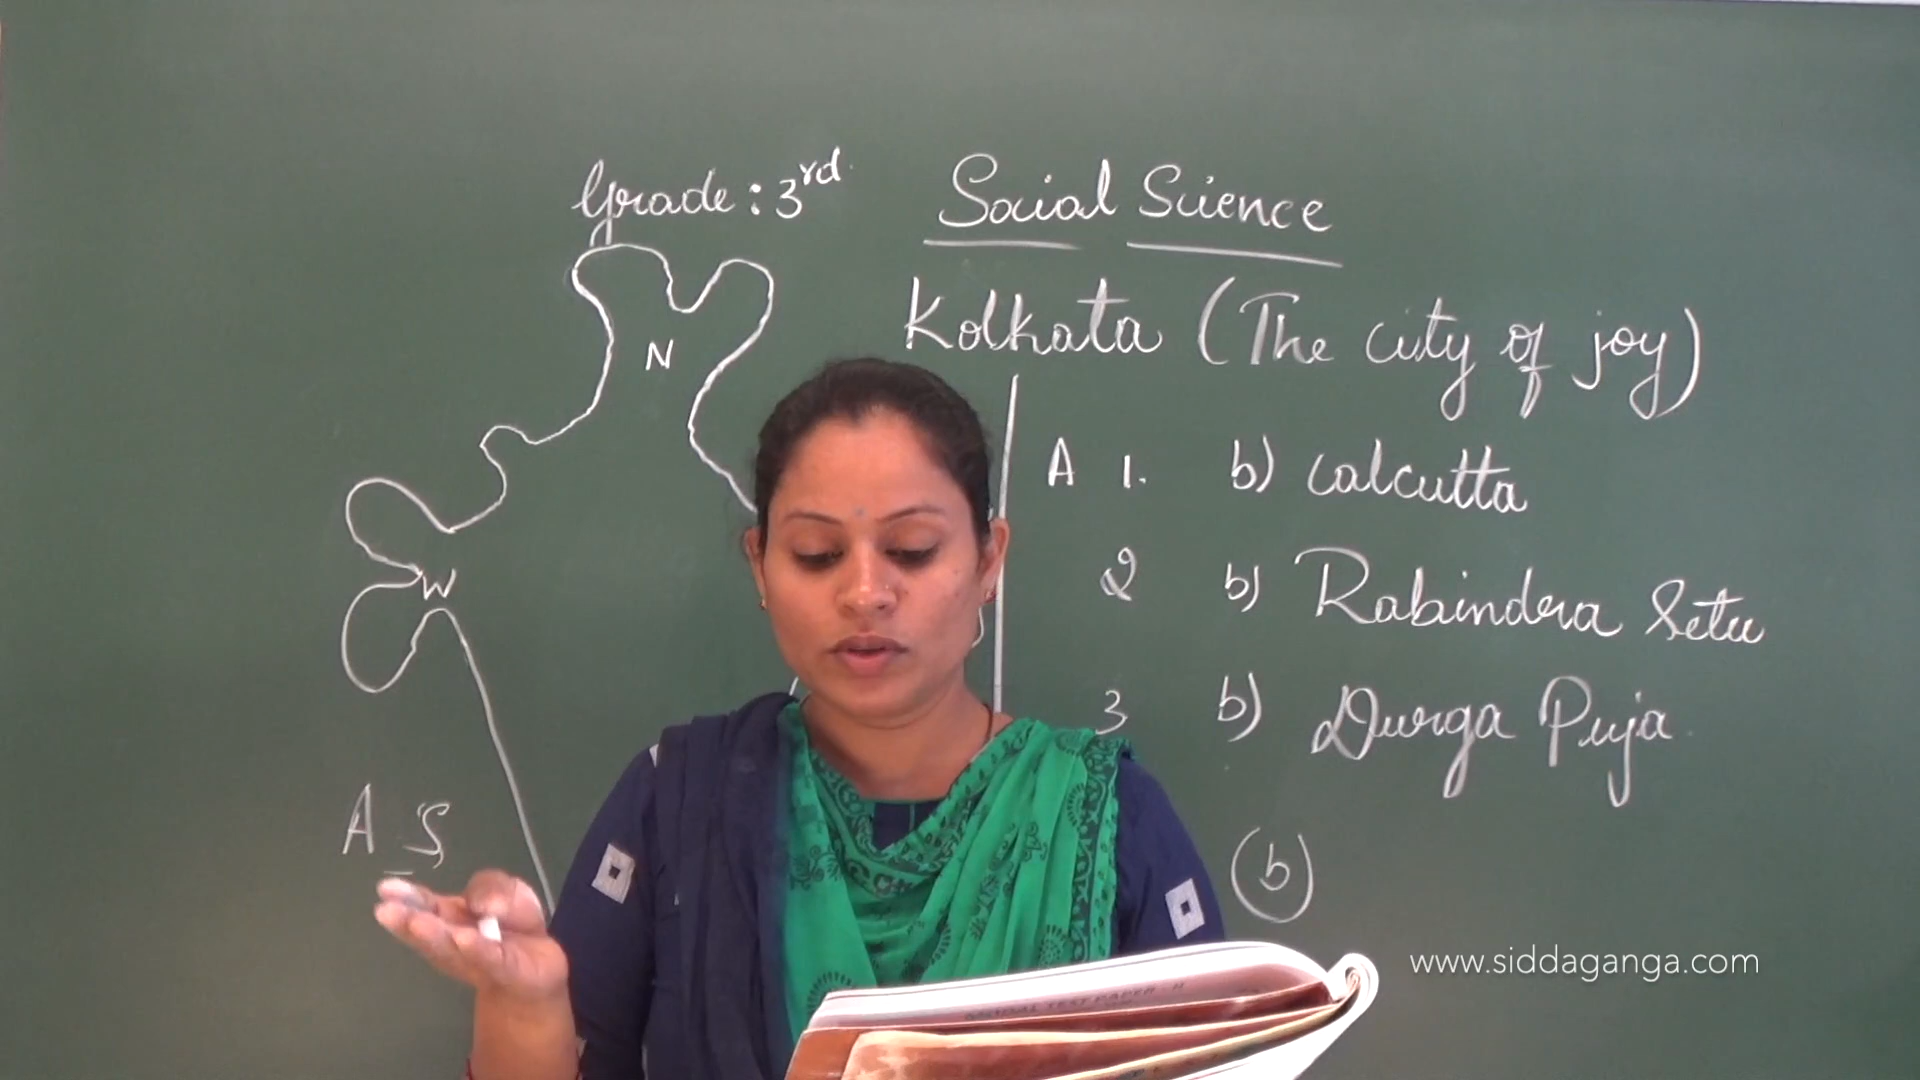 Grade: 3rd.
Social Science
Kolkata (The city of joy)
N
W
A S
A 1. b) Calcutta
2 b) Rabindra Setu
3 b) Durga Puja
(b)
www.siddaganga.com